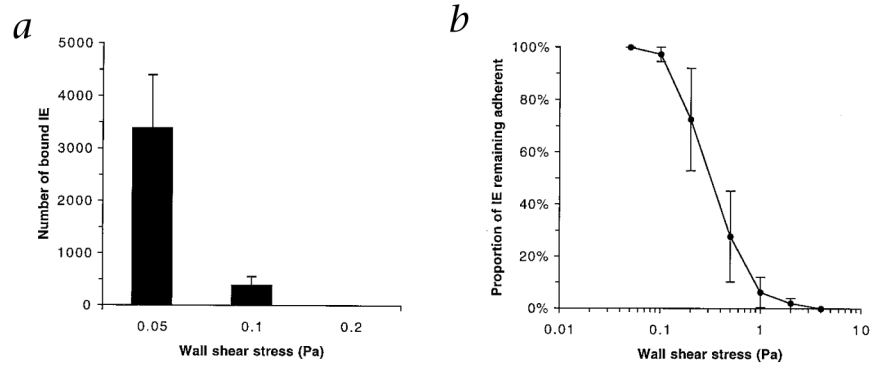 a
5000
4000
3000
2000
1000
0
Number of bound IE
0.05 0.1 0.2
Wall shear stress (Pa)
b
100%
80%
60%
40%
20%
0%
Proportion of IE remaining adherent
0.01 0.1 1 10
Wall shear stress (Pa)